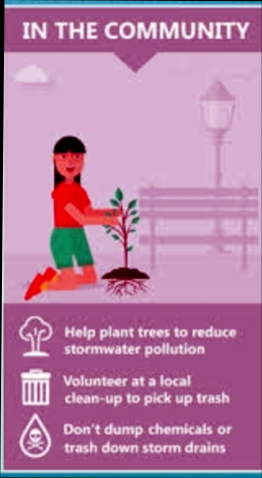 IN THE COMMUNITY
Help plant trees to reduce
stormwater pollution
Volunteer at a local
clean-up to pick up trash
Don't dump chemicals or
trash down storm drains